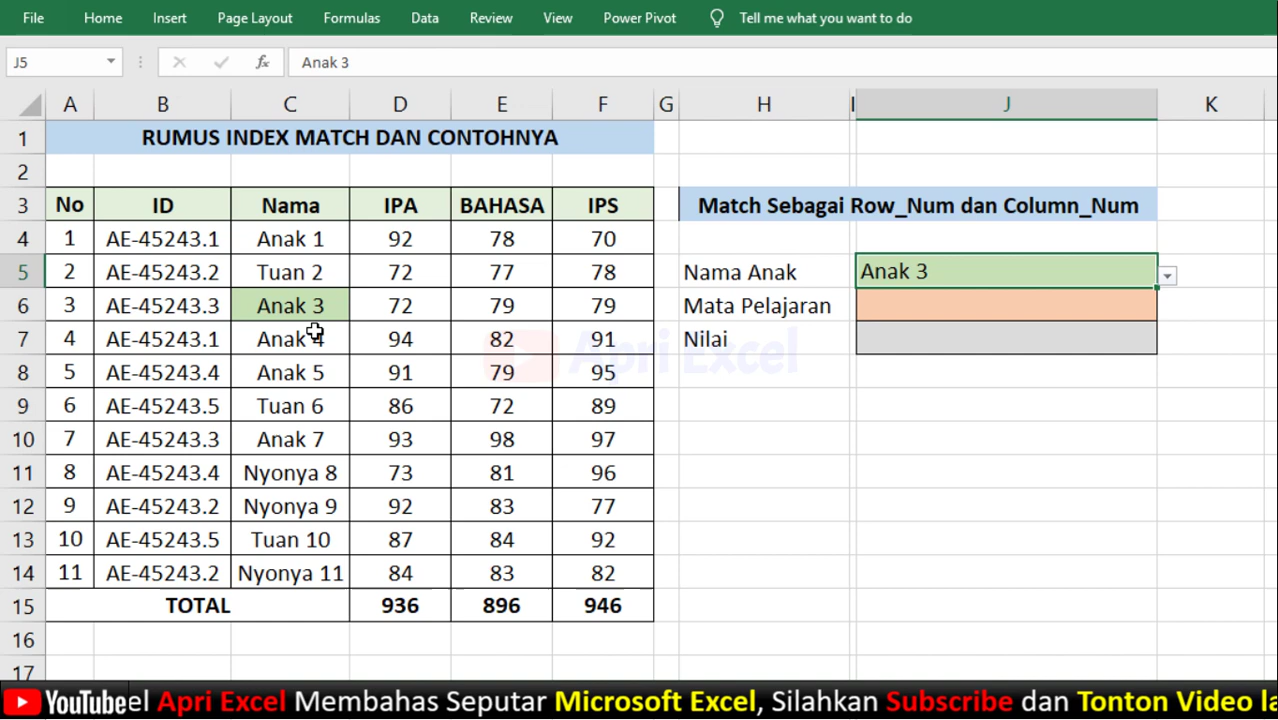 File Home Insert Page Layout Formulas Data Review View Power Pivot Tell me what you want to do
J5 fx Anak 3
A B C D E F G H I J K
1 RUMUS INDEX MATCH DAN CONTOHNYA
2
3 No ID Nama IPA BAHASA IPS Match Sebagai Row_Num dan Column_Num
4 1 AE-45243.1 Anak 1 92 78 70
5 2 AE-45243.2 Tuan 2 72 77 78 Nama Anak Anak 3
6 3 AE-45243.3 Anak 3 72 79 79 Mata Pelajaran
7 4 AE-45243.1 Anak 4 94 82 91 Nilai
Apri Excel
8 5 AE-45243.4 Anak 5 91 79 95
9 6 AE-45243.5 Tuan 6 86 72 89
10 7 AE-45243.3 Anak 7 93 98 97
11 8 AE-45243.4 Nyonya 8 73 81 96
12 9 AE-45243.2 Nyonya 9 92 83 77
13 10 AE-45243.5 Tuan 10 87 84 92
14 11 AE-45243.2 Nyonya 11 84 83 82
15 TOTAL 936 896 946
16
17
YouTube el Apri Excel Membahas Seputar Microsoft Excel, Silahkan Subscribe dan Tonton Video la